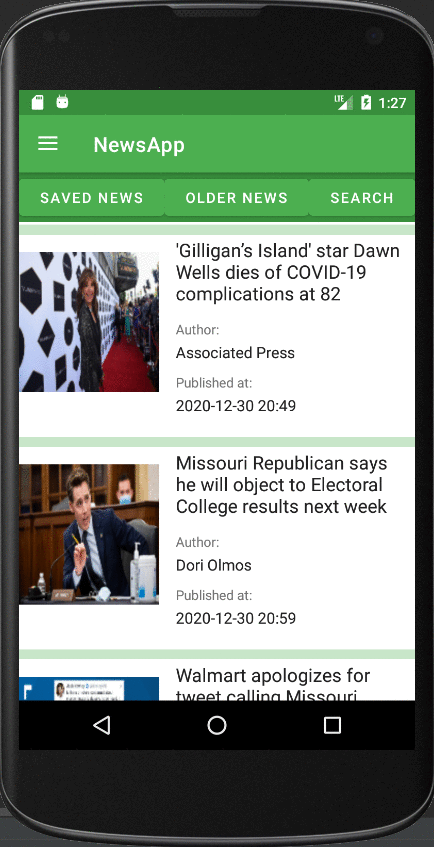 LTE 1:27
NewsApp
SAVED NEWS OLDER NEWS SEARCH
'Gilligan’s Island' star Dawn
Wells dies of COVID-19
complications at 82
Author:
Associated Press
Published at:
2020-12-30 20:49
Missouri Republican says
he will object to Electoral
College results next week
Author:
Dori Olmos
Published at:
2020-12-30 20:59
Walmart apologizes for
tweet calling Missouri